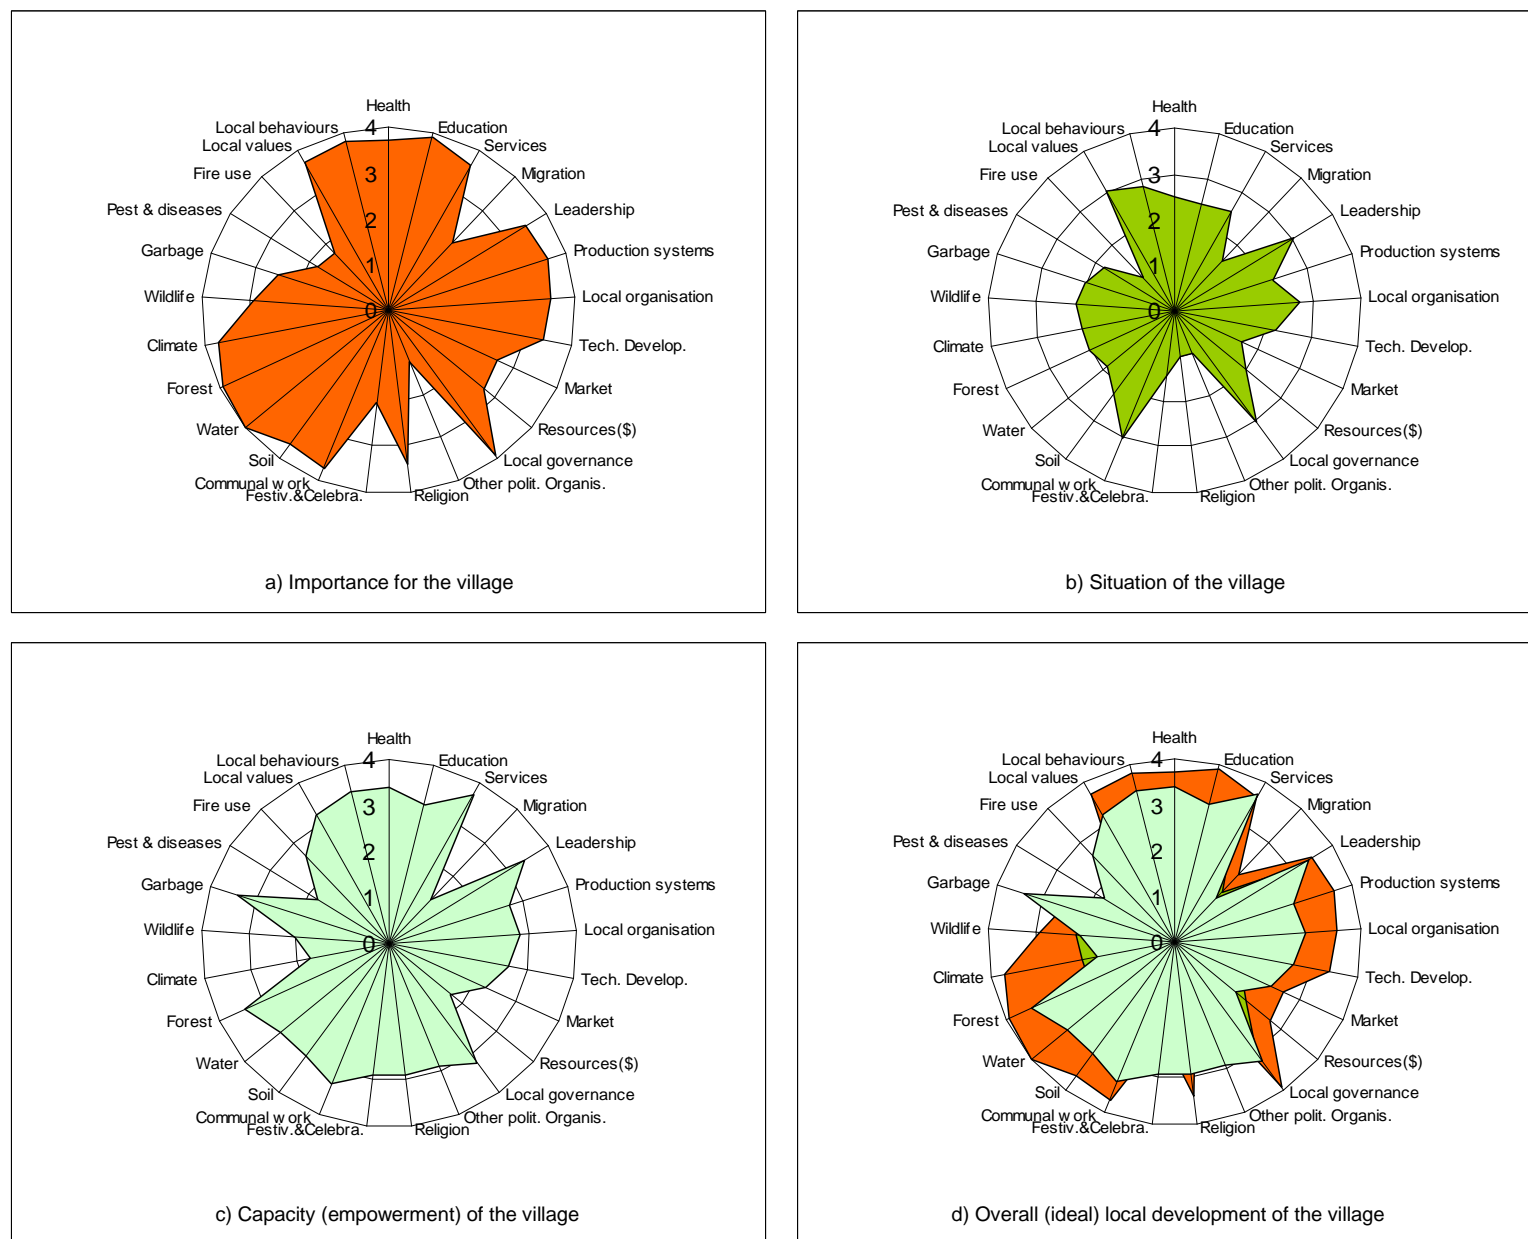 Health
Local behaviours
4
Education
Local values
Services
Fire use
3
Migration
Pest & diseases
2
Leadership
Garbage
1
Production systems
Wildlife
0
Local organisation
Climate
Tech. Develop.
Forest
Market
Water
Resources($)
Soil
Local governance
Communal work
Other polit. Organis.
Festiv.&Celebra.
Religion
a) Importance for the village
Health
Local behaviours
4
Education
Local values
Services
Fire use
3
Migration
Pest & diseases
2
Leadership
Garbage
1
Production systems
Wildlife
0
Local organisation
Climate
Tech. Develop.
Forest
Market
Water
Resources($)
Soil
Local governance
Communal work
Other polit. Organis.
Festiv.&Celebra.
Religion
b) Situation of the village
Health
Local behaviours
4
Education
Local values
Services
Fire use
3
Migration
Pest & diseases
2
Leadership
Garbage
1
Production systems
Wildlife
0
Local organisation
Climate
Tech. Develop.
Forest
Market
Water
Resources($)
Soil
Local governance
Communal work
Other polit. Organis.
Festiv.&Celebra.
Religion
c) Capacity (empowerment) of the village
Health
Local behaviours
4
Education
Local values
Services
Fire use
3
Migration
Pest & diseases
2
Leadership
Garbage
1
Production systems
Wildlife
0
Local organisation
Climate
Tech. Develop.
Forest
Market
Water
Resources($)
Soil
Local governance
Communal work
Other polit. Organis.
Festiv.&Celebra.
Religion
d) Overall (ideal) local development of the village